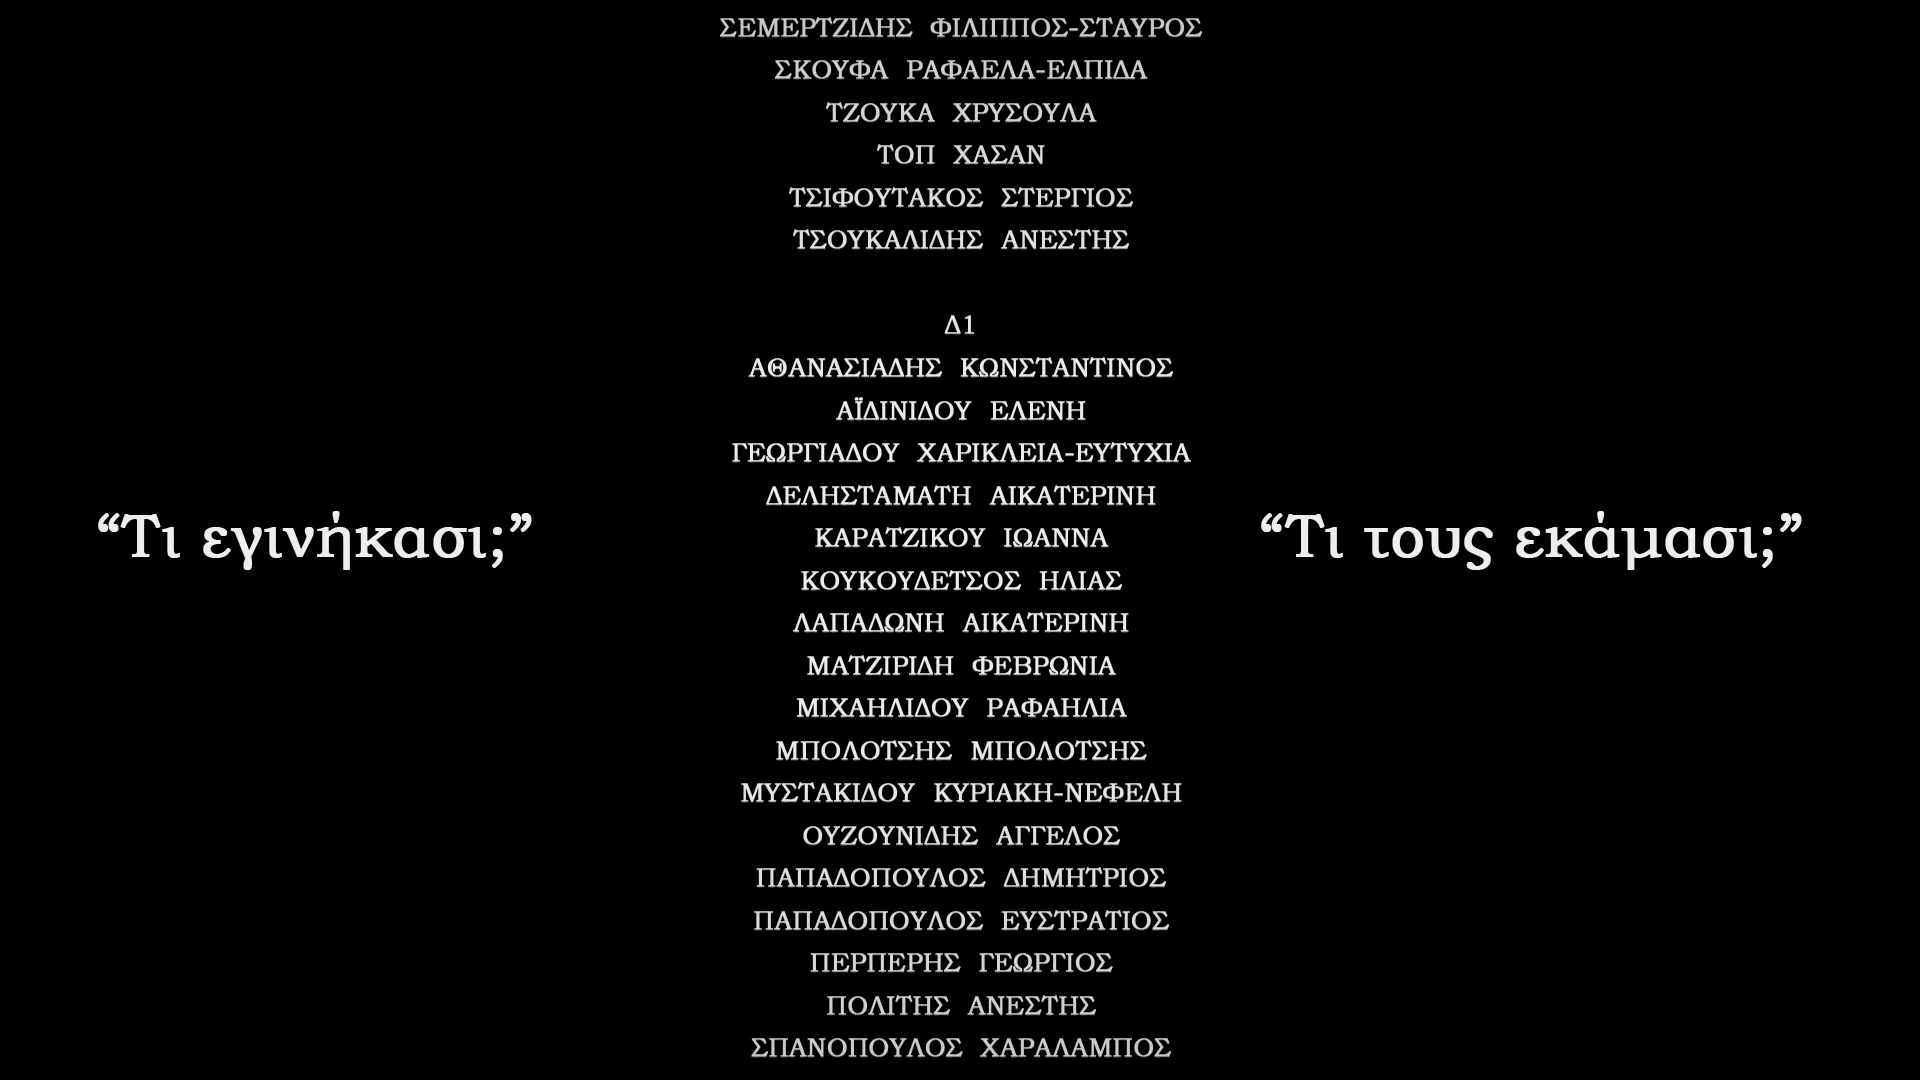 ΣΕΜΕΡΤΖΙΔΗΣ ΦΙΛΙΠΠΟΣ-ΣΤΑΥΡΟΣ
ΣΚΟΥΦΑ ΡΑΦΑΕΛΑ-ΕΛΠΙΔΑ
ΤΖΟΥΚΑ ΧΡΥΣΟΥΛΑ
ΤΟΠ ΧΑΣΑΝ
ΤΣΙΦΟΥΤΑΚΟΣ ΣΤΕΡΓΙΟΣ
ΤΣΟΥΚΑΛΙΔΗΣ ΑΝΕΣΤΗΣ
Δ1
ΑΘΑΝΑΣΙΑΔΗΣ ΚΩΝΣΤΑΝΤΙΝΟΣ
ΑΪΔΙΝΙΔΟΥ ΕΛΕΝΗ
ΓΕΩΡΓΙΑΔΟΥ ΧΑΡΙΚΛΕΙΑ-ΕΥΤΥΧΙΑ
ΔΕΛΗΣΤΑΜΑΤΗ ΑΙΚΑΤΕΡΙΝΗ
ΚΑΡΑΤΖΙΚΟΥ ΙΩΑΝΝΑ
ΚΟΥΚΟΥΔΕΤΣΟΣ ΗΛΙΑΣ
ΛΑΠΑΔΩΝΗ ΑΙΚΑΤΕΡΙΝΗ
ΜΑΤΖΙΡΙΔΗ ΦΕΒΡΩΝΙΑ
ΜΙΧΑΗΛΙΔΟΥ ΡΑΦΑΗΛΙΑ
ΜΠΟΛΟΤΣΗΣ ΜΠΟΛΟΤΣΗΣ
ΜΥΣΤΑΚΙΔΟΥ ΚΥΡΙΑΚΗ-ΝΕΦΕΛΗ
ΟΥΖΟΥΝΙΔΗΣ ΑΓΓΕΛΟΣ
ΠΑΠΑΔΟΠΟΥΛΟΣ ΔΗΜΗΤΡΙΟΣ
ΠΑΠΑΔΟΠΟΥΛΟΣ ΕΥΣΤΡΑΤΙΟΣ
ΠΕΡΠΕΡΗΣ ΓΕΩΡΓΙΟΣ
ΠΟΛΙΤΗΣ ΑΝΕΣΤΗΣ
ΣΠΑΝΟΠΟΥΛΟΣ ΧΑΡΑΛΑΜΠΟΣ
“Τι εγινήκασι;”
“Τι τους εκάμασι;”